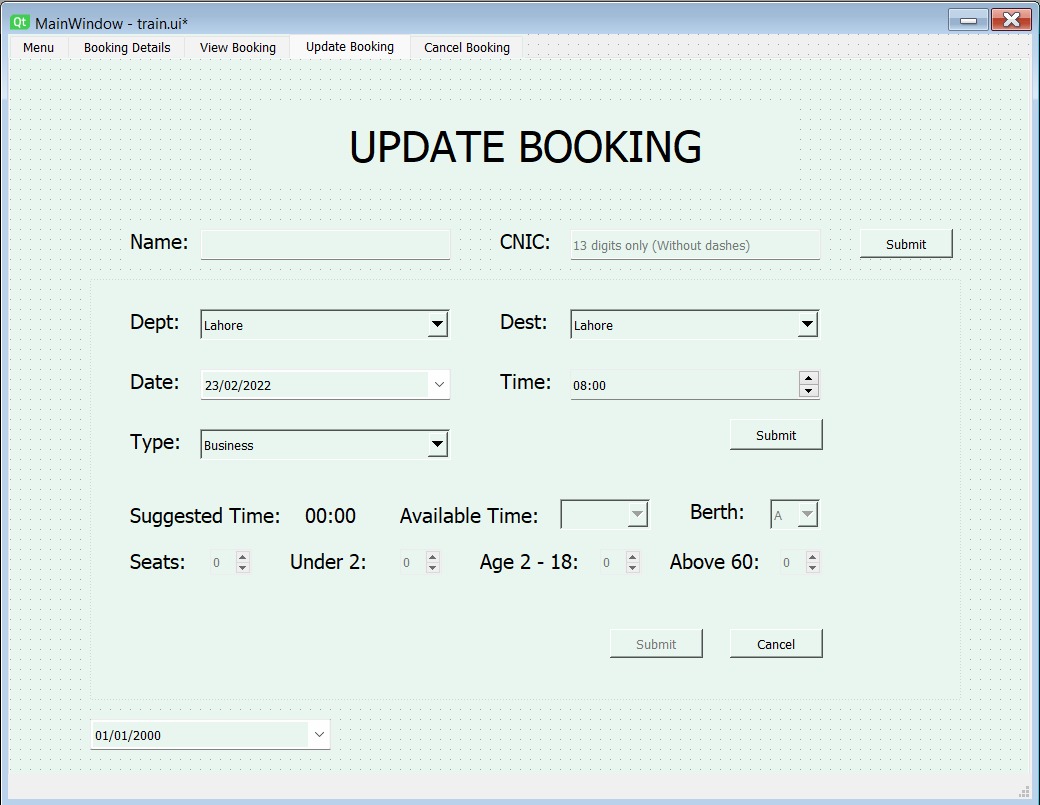 Qt MainWindow - train.ui*
Menu Booking Details View Booking Update Booking Cancel Booking
UPDATE BOOKING
Name: CNIC: 13 digits only (Without dashes) Submit
Dept: Lahore Dest: Lahore
Date: 23/02/2022 Time: 08:00
Type: Business Submit
Suggested Time: 00:00 Available Time: Berth: A
Seats: 0 Under 2: 0 Age 2 - 18: 0 Above 60: 0
Submit Cancel
01/01/2000